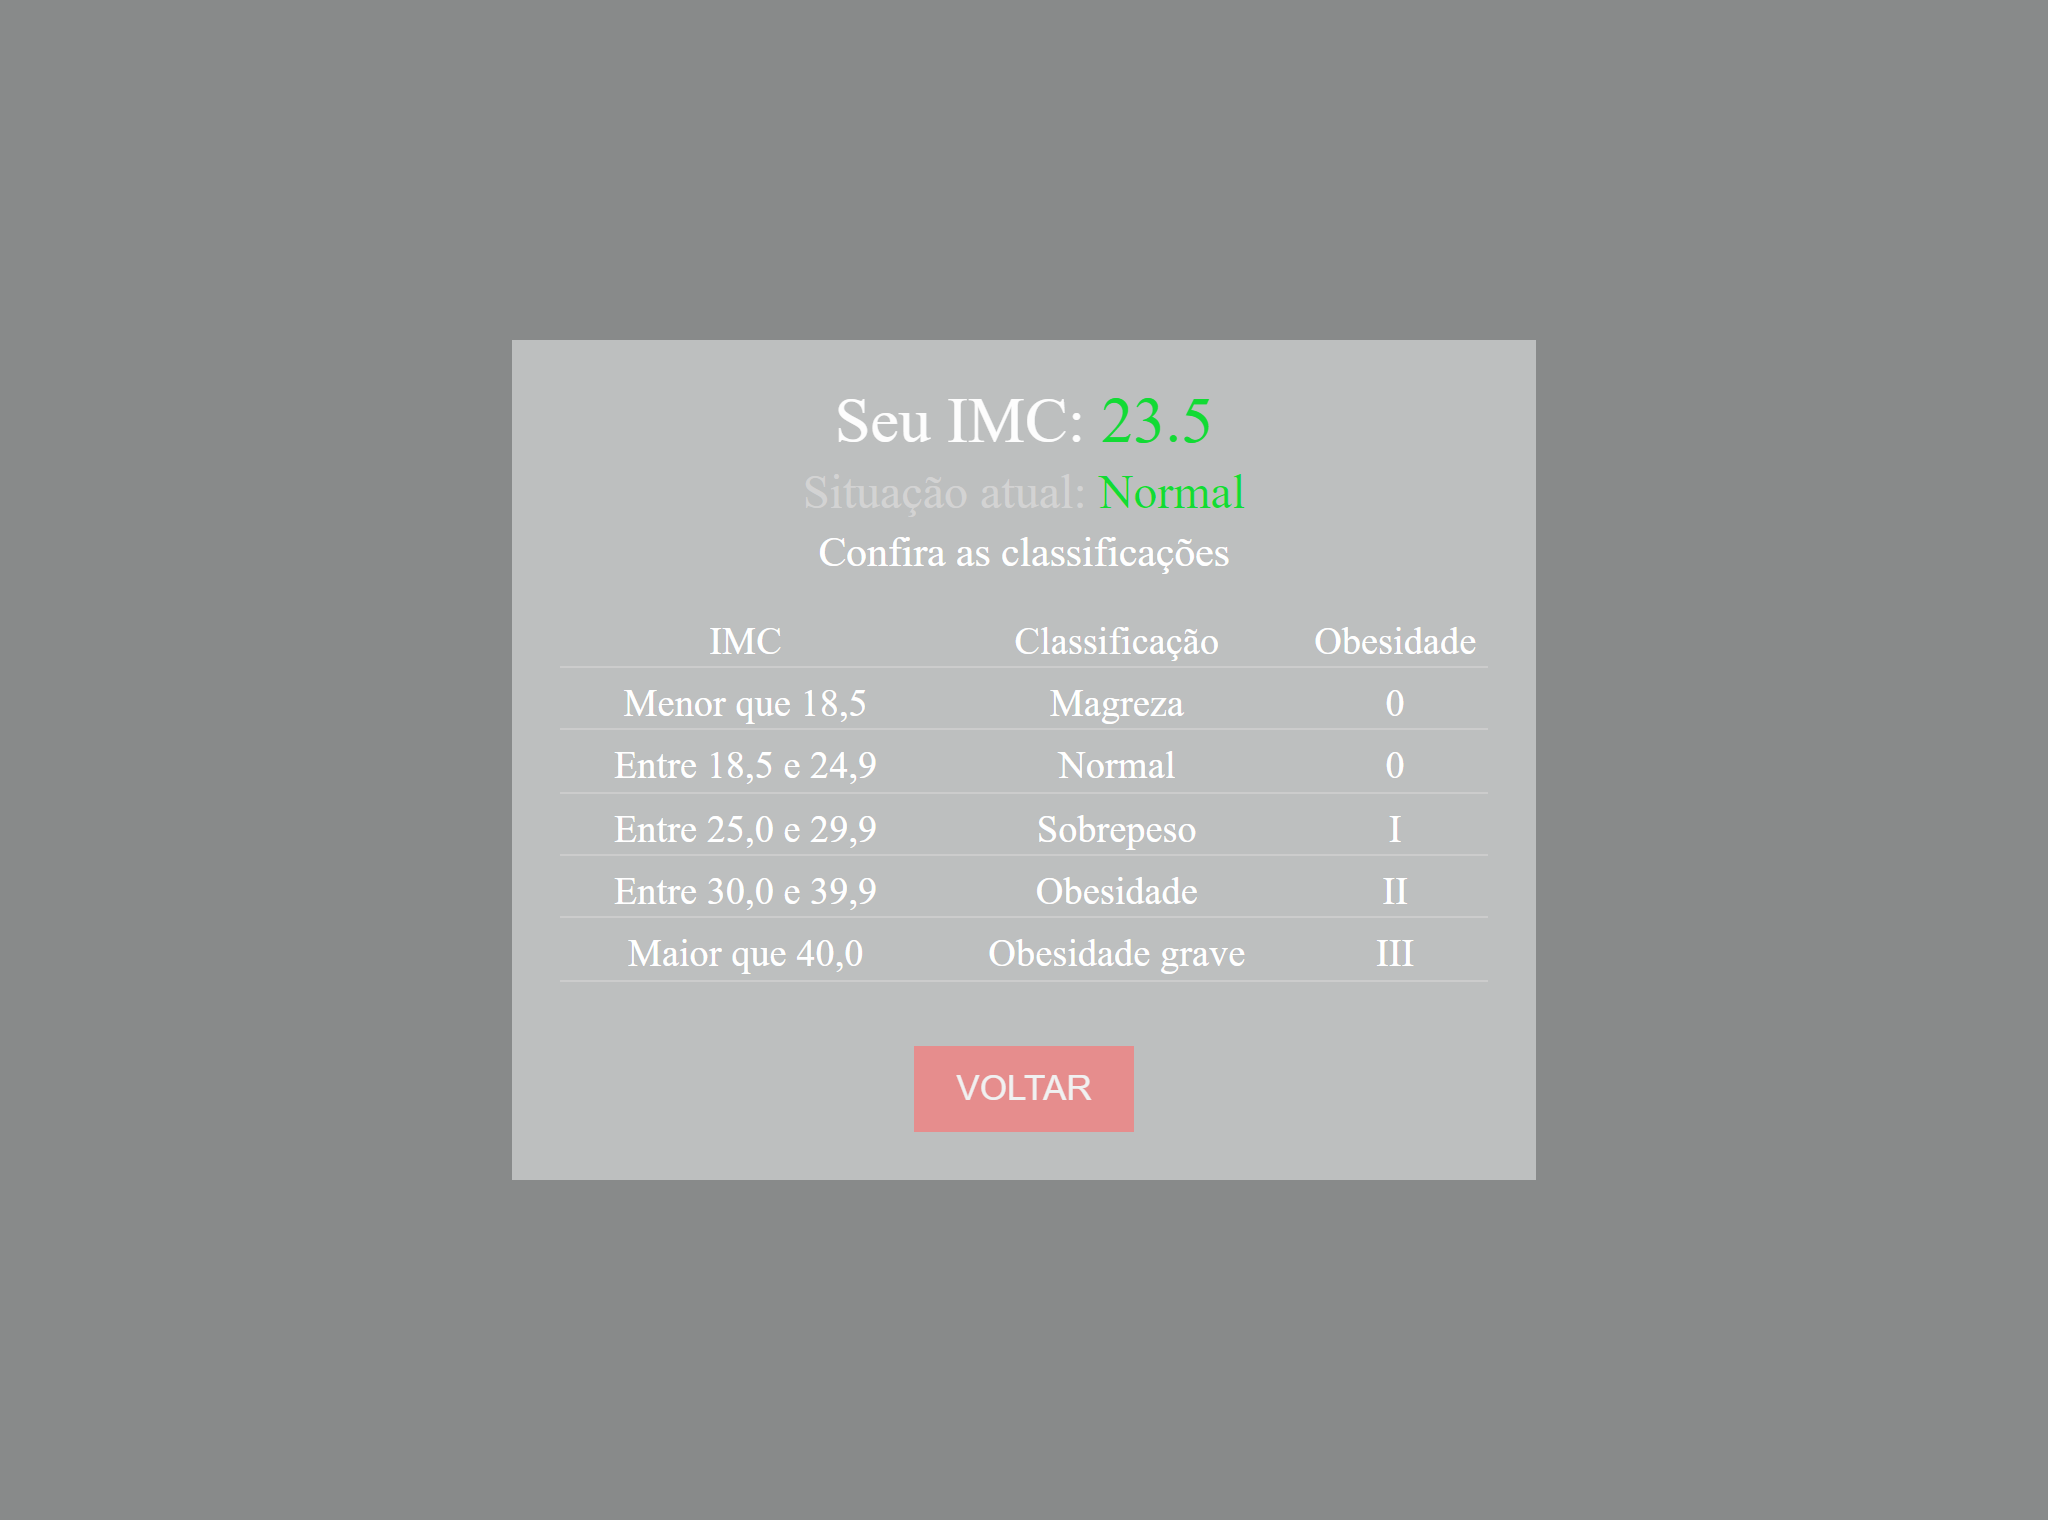 Seu IMC: 23.5
Situação atual: Normal
Confira as classificações
IMC Classificação Obesidade
Menor que 18,5 Magreza 0
Entre 18,5 e 24,9 Normal 0
Entre 25,0 e 29,9 Sobrepeso I
Entre 30,0 e 39,9 Obesidade II
Maior que 40,0 Obesidade grave III
VOLTAR